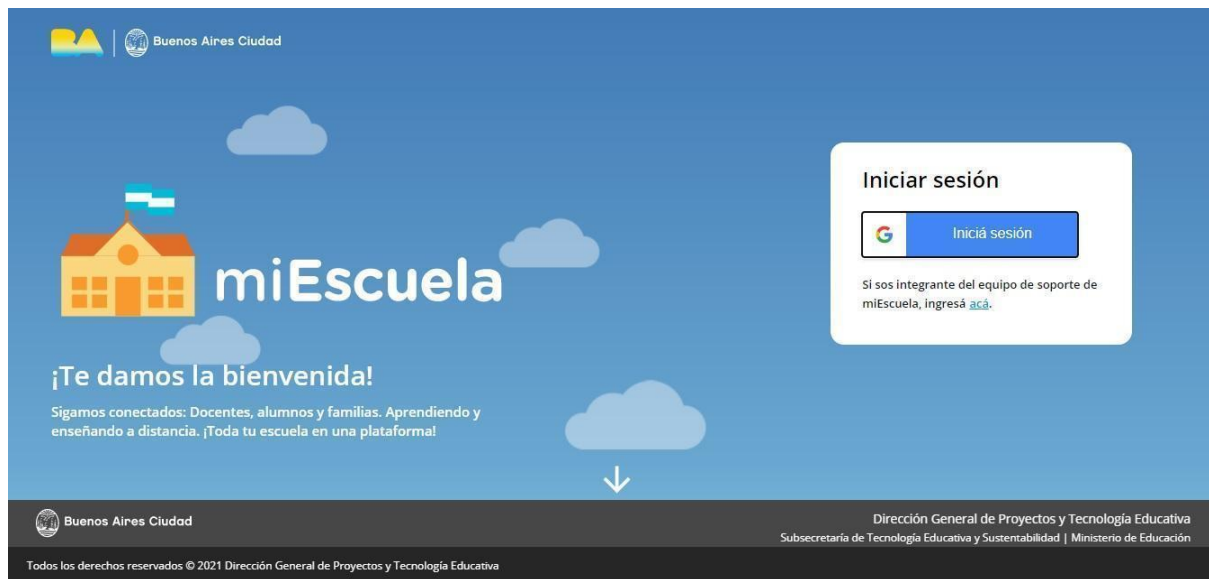 BA
Buenos Aires Ciudad
Iniciar sesión
Iniciá sesión
Si sos integrante del equipo de soporte de
miEscuela, ingresá acá.
miEscuela
¡Te damos la bienvenida!
Sigamos conectados: Docentes, alumnos y familias. Aprendiendo y
enseñando a distancia. ¡Toda tu escuela en una plataforma!
Buenos Aires Ciudad
Dirección General de Proyectos y Tecnología Educativa
Subsecretaría de Tecnología Educativa y Sustentabilidad | Ministerio de Educación
Todos los derechos reservados © 2021 Dirección General de Proyectos y Tecnología Educativa